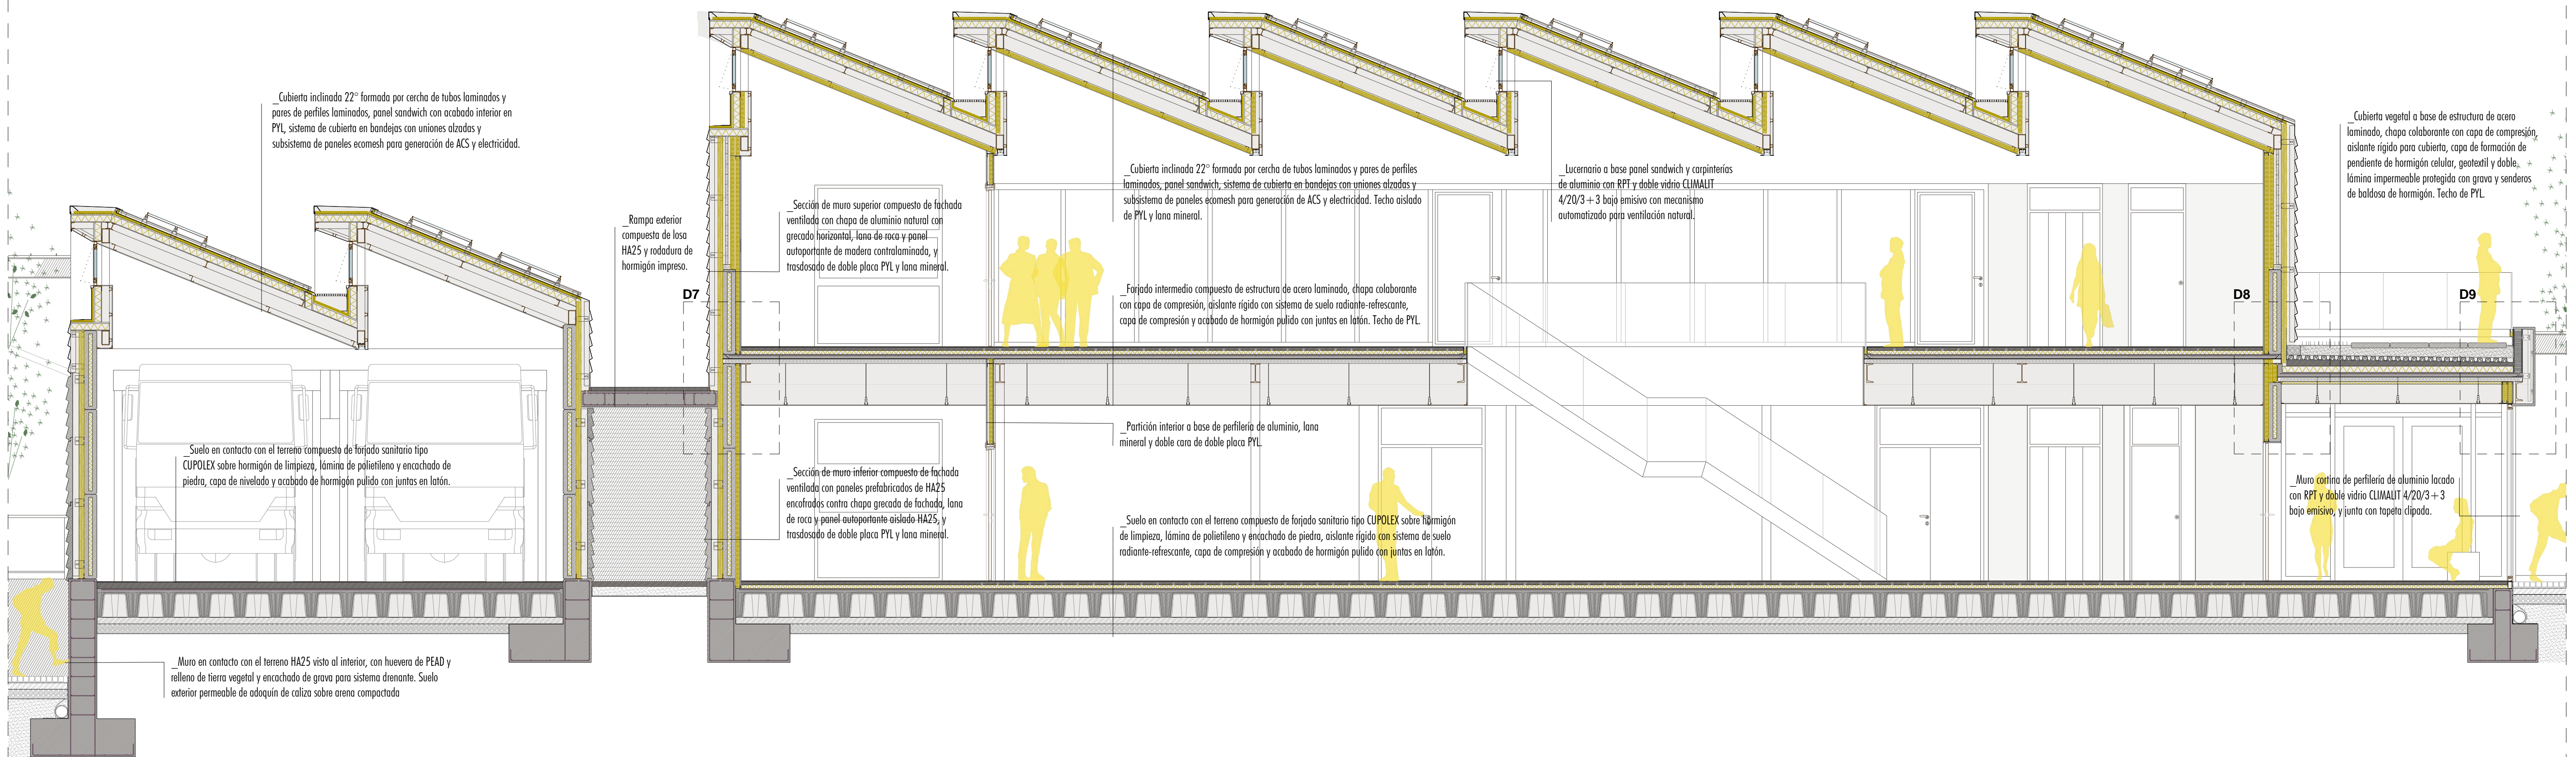 _Cubierta inclinada 22° formada por cercha de tubos laminados y
pares de perfiles laminados, panel sandwich con acabado interior en
PYL, sistema de cubierta en bandejas con uniones alzadas y
subsistema de paneles ecomesh para generación de ACS y electricidad.
_Suelo en contacto con el terreno compuesto de forjado sanitario tipo
CUPOLEX sobre hormigón de limpieza, lámina de polietileno y encachado de
piedra, capa de nivelado y acabado de hormigón pulido con juntas en latón.
_Muro en contacto con el terreno HA25 visto al interior, con huevera de PEAD y
relleno de tierra vegetal y encachado de grava para sistema drenante. Suelo
exterior permeable de adoquín de caliza sobre arena compactada
_Rampa exterior
compuesta de losa
HA25 y rodadura de
hormigón impreso.
D7
_Sección de muro superior compuesto de fachada
ventilada con chapa de aluminio natural con
grecado horizontal, lana de roca y panel
autoportante de madera contralaminada, y
trasdosado de doble placa PYL y lana mineral.
_Sección de muro inferior compuesto de fachada
ventilada con paneles prefabricados de HA25
encofrados contra chapa grecada de fachada, lana
de roca y panel autoportante aislado HA25, y
trasdosado de doble placa PYL y lana mineral.
_Cubierta inclinada 22° formada por cercha de tubos laminados y pares de perfiles
laminados, panel sandwich, sistema de cubierta en bandejas con uniones alzadas y
subsistema de paneles ecomesh para generación de ACS y electricidad. Techo aislado
de PYL y lana mineral.
_Forjado intermedio compuesto de estructura de acero laminado, chapa colaborante
con capa de compresión, aislante rígido con sistema de suelo radiante-refrescante,
capa de compresión y acabado de hormigón pulido con juntas en latón. Techo de PYL.
_Partición interior a base de perfilería de aluminio, lana
mineral y doble cara de doble placa PYL.
_Suelo en contacto con el terreno compuesto de forjado sanitario tipo CUPOLEX sobre hormigón
de limpieza, lámina de polietileno y encachado de piedra, aislante rígido con sistema de suelo
radiante-refrescante, capa de compresión y acabado de hormigón pulido con juntas en latón.
_Lucernario a base panel sandwich y carpinterías
de aluminio con RPT y doble vidrio CLIMALIT
4/20/3+3 bajo emisivo con mecanismo
automatizado para ventilación natural.
_Cubierta vegetal a base de estructura de acero
laminado, chapa colaborante con capa de compresión,
aislante rígido para cubierta, capa de formación de
pendiente de hormigón celular, geotextil y doble
lámina impermeable protegida con grava y senderos
de baldosa de hormigón. Techo de PYL.
D8
D9
_Muro cortina de perfilería de aluminio lacado
con RPT y doble vidrio CLIMALIT 4/20/3+3
bajo emisivo, y junta con tapeta clipada.